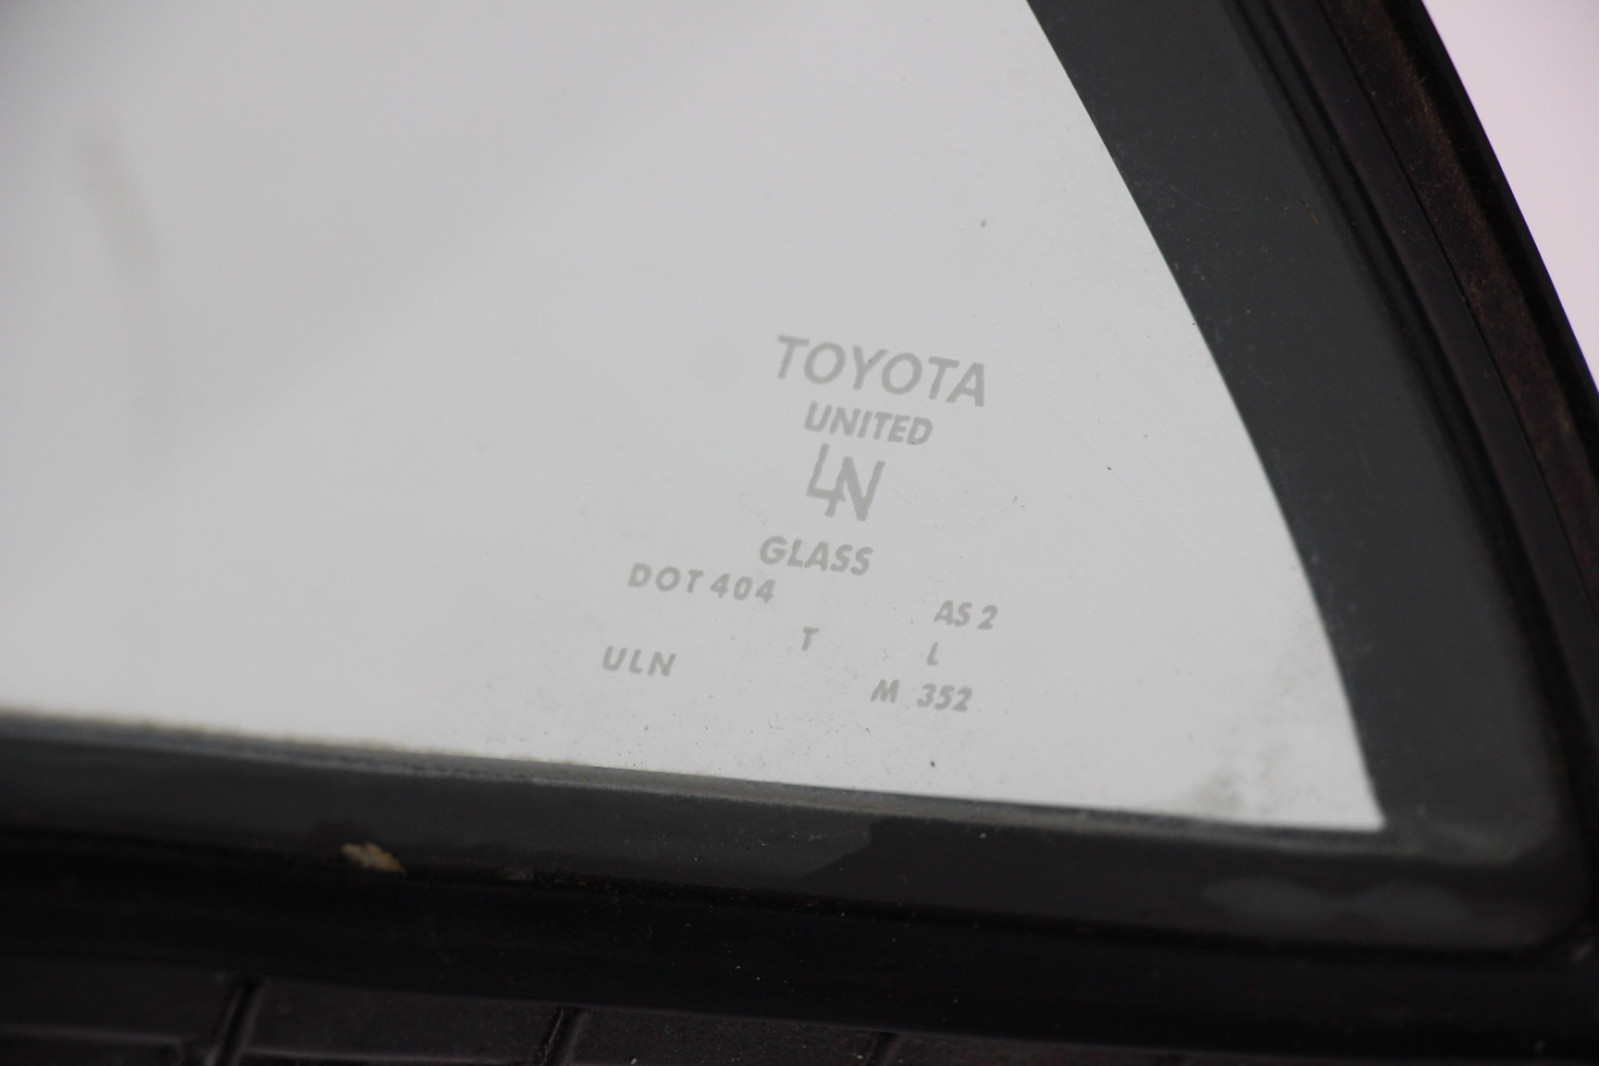 TOYOTA
UNITED
LN
GLASS
DOT 404 AS 2
T L
ULN M 352